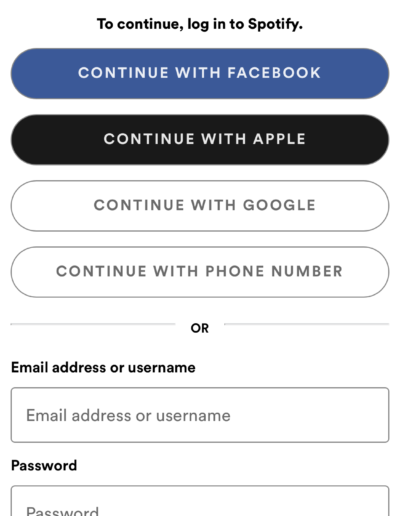 To continue, log in to Spotify.
CONTINUE WITH FACEBOOK
CONTINUE WITH APPLE
CONTINUE WITH GOOGLE
CONTINUE WITH PHONE NUMBER
OR
Email address or username
Email address or username
Password
Password